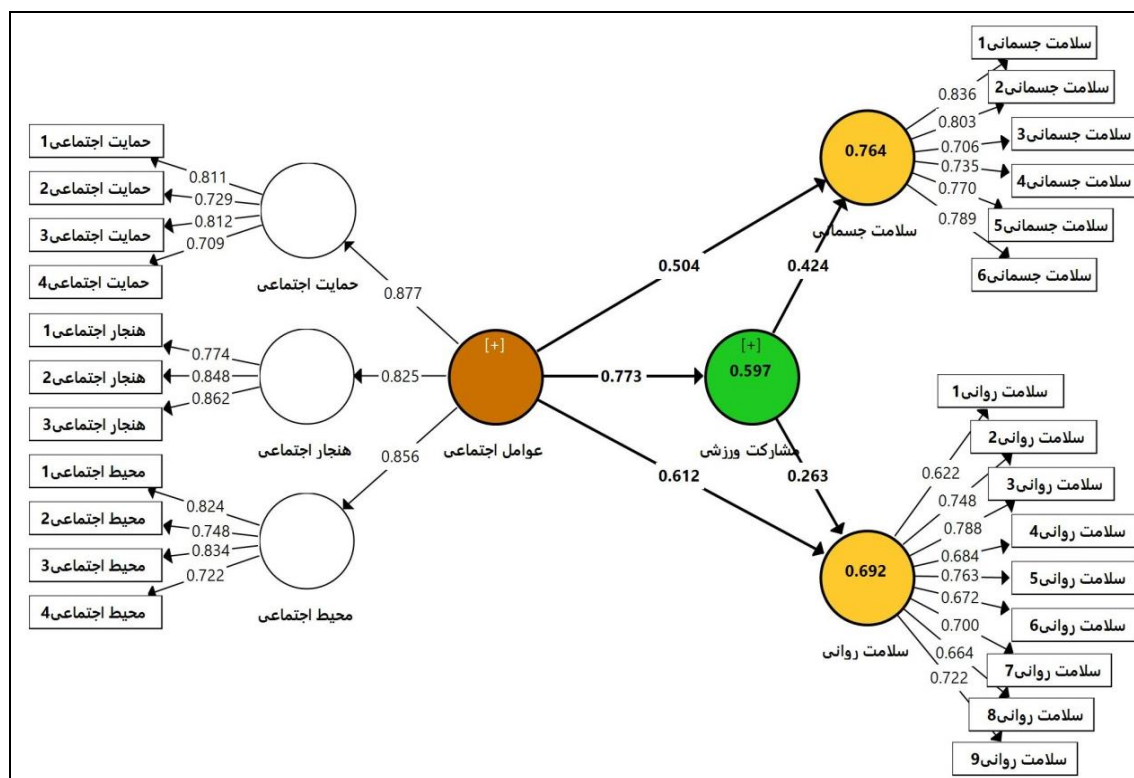 سلامت جسمانی1
سلامت جسمانی2
سلامت جسمانی3
سلامت جسمانی4
سلامت جسمانی5
سلامت جسمانی6
0.836
0.803
0.706
0.735
0.770
0.789
0.764
سلامت جسمانی
حمایت اجتماعی1
حمایت اجتماعی2
حمایت اجتماعی3
حمایت اجتماعی4
0.811
0.729
0.812
0.709
حمایت اجتماعی
0.877
0.504
0.424
هنجار اجتماعی1
هنجار اجتماعی2
هنجار اجتماعی3
0.774
0.848
0.862
هنجار اجتماعی
0.825
[+]
عوامل اجتماعی
0.773
[+]
0.597
مشارکت ورزشی
0.856
0.612
0.263
محیط اجتماعی1
محیط اجتماعی2
محیط اجتماعی3
محیط اجتماعی4
0.824
0.748
0.834
0.722
محیط اجتماعی
0.692
سلامت روانی
0.622
0.748
0.788
0.684
0.763
0.672
0.700
0.664
0.722
سلامت روانی1
سلامت روانی2
سلامت روانی3
سلامت روانی4
سلامت روانی5
سلامت روانی6
سلامت روانی7
سلامت روانی8
سلامت روانی9